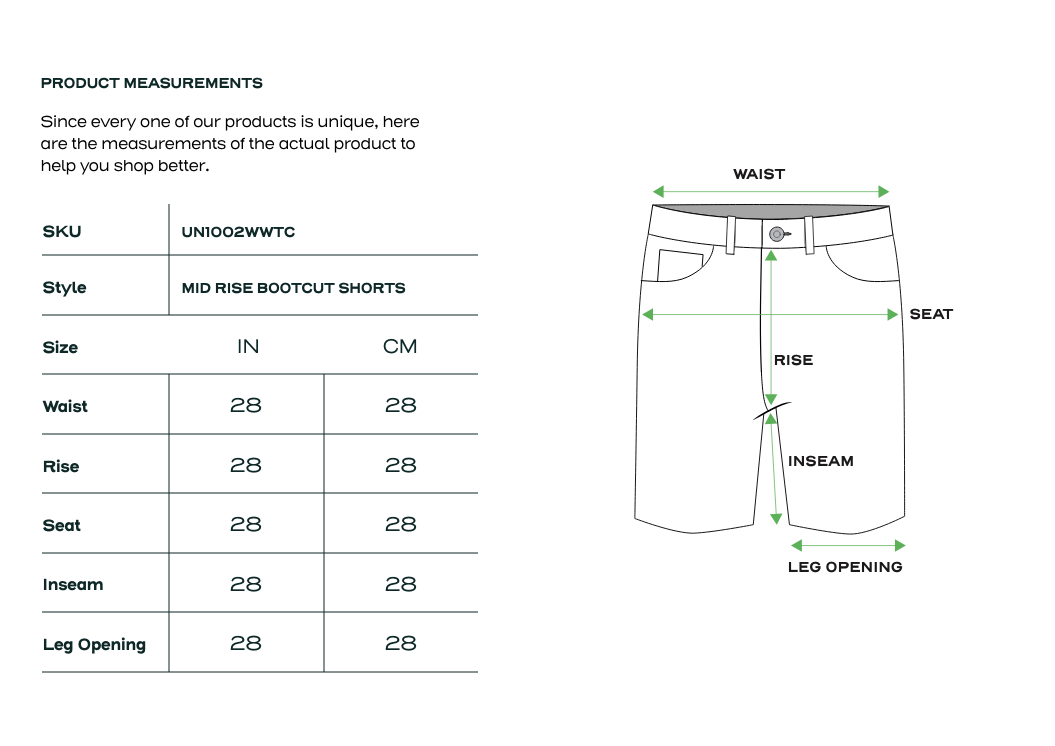 PRODUCT MEASUREMENTS
Since every one of our products is unique, here
are the measurements of the actual product to
help you shop better.
SKU UN1002WWTC
Style MID RISE BOOTCUT SHORTS
Size IN CM
Waist 28 28
Rise 28 28
Seat 28 28
Inseam 28 28
Leg Opening 28 28
WAIST
SEAT
RISE
INSEAM
LEG OPENING